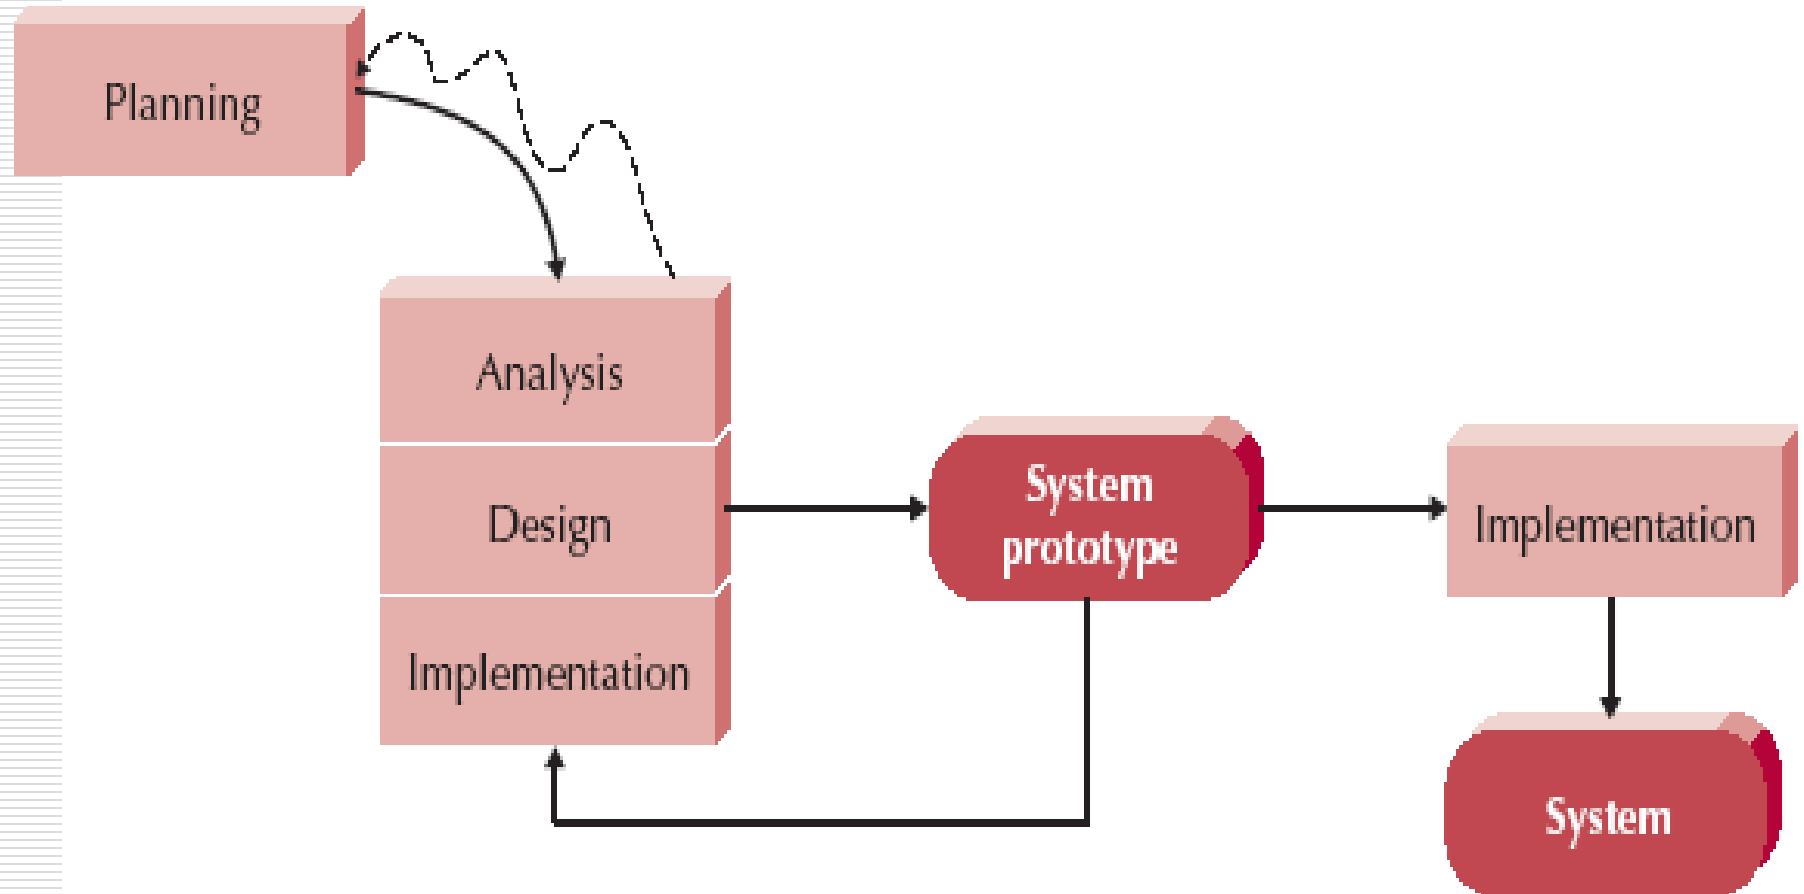 Planning
Analysis
Design
Implementation
System
prototype
Implementation
System